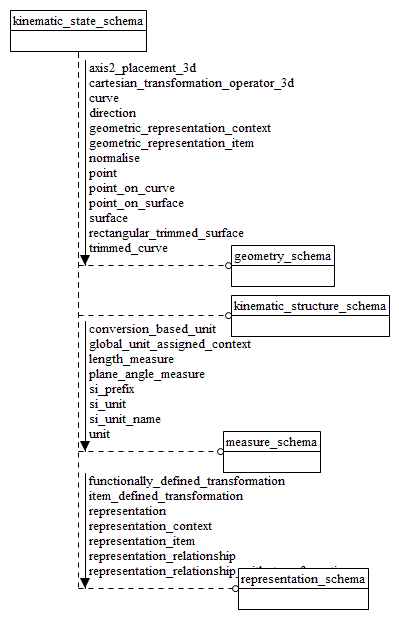 kinematic_state_schema
axis2_placement_3d
cartesian_transformation_operator_3d
curve
direction
geometric_representation_context
geometric_representation_item
normalise
point
point_on_curve
point_on_surface
surface
rectangular_trimmed_surface
trimmed_curve
geometry_schema
kinematic_structure_schema
conversion_based_unit
global_unit_assigned_context
length_measure
plane_angle_measure
si_prefix
si_unit
si_unit_name
unit
measure_schema
functionally_defined_transformation
item_defined_transformation
representation
representation_context
representation_item
representation_relationship
representation_relationship
representation_schema